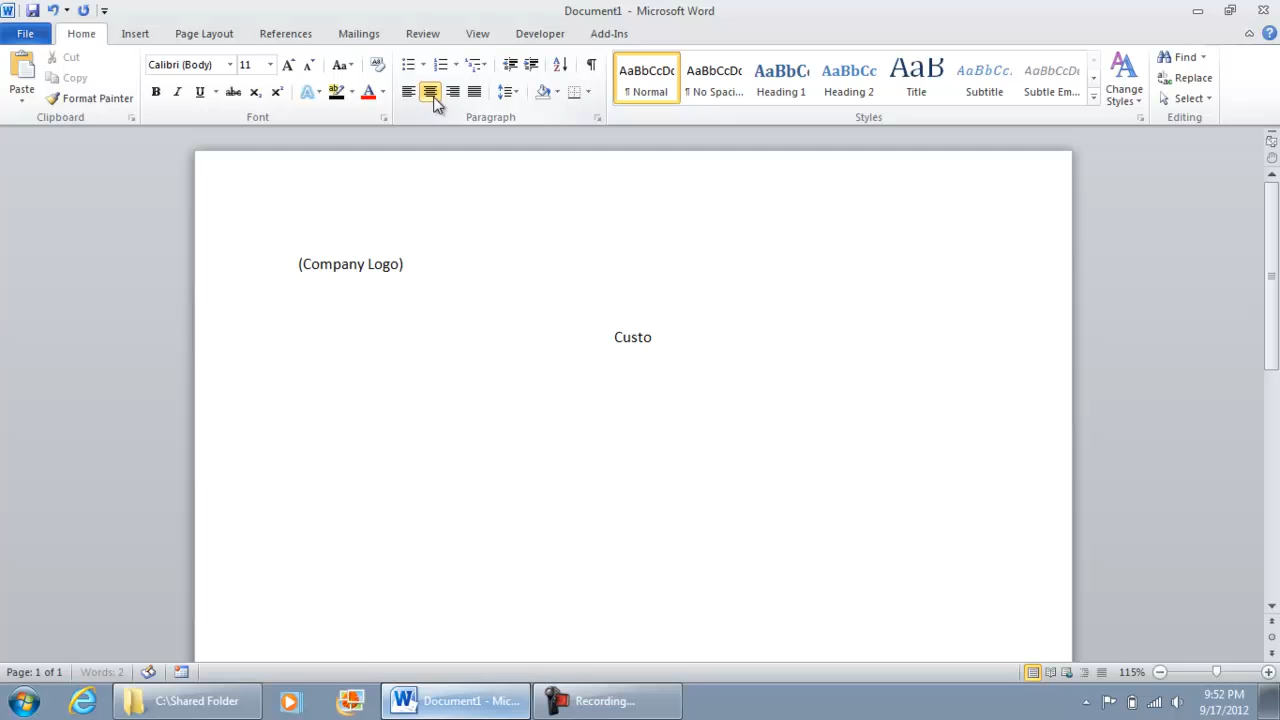 Document1 - Microsoft Word
File Home Insert Page Layout References Mailings Review View Developer Add-Ins
Paste
Cut
Copy
Format Painter
Clipboard
Calibri (Body) 11
Font
Paragraph
AaBbCcDc AaBbCcDc AaBbC AaBbCc AaB AaBbCc. AaBbCcDc
¶ Normal ¶ No Spaci... Heading 1 Heading 2 Title Subtitle Subtle Em...
Change Styles
Styles
Find
Replace
Select
Editing
(Company Logo)
Custo
Page: 1 of 1 Words: 2 115%
C:\Shared Folder Document1 - Mic... Recording...
9:52 PM
9/17/2012